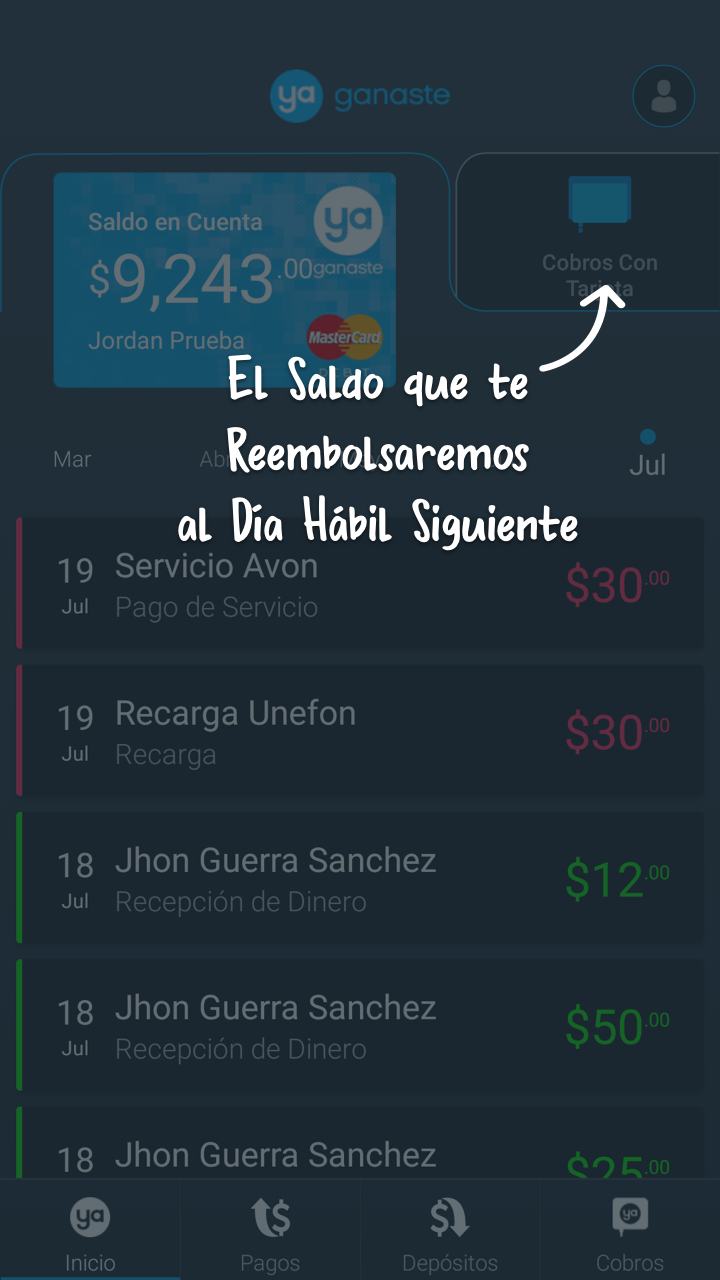 ya ganaste
Saldo en Cuenta
ya
$9,243.00
ganaste
Jordan Prueba
MasterCard
Cobros Con
Tarjeta
El Saldo que te
Reembolsaremos
al Día Hábil Siguiente
Mar
Jul
19 Servicio Avon
$30.00
Jul Pago de Servicio
19 Recarga Unefon
$30.00
Jul Recarga
18 Jhon Guerra Sanchez
$12.00
Jul Recepción de Dinero
18 Jhon Guerra Sanchez
$50.00
Jul Recepción de Dinero
18 Jhon Guerra Sanchez
$25.00
ya
$
$
ya
Inicio
Pagos
Depósitos
Cobros